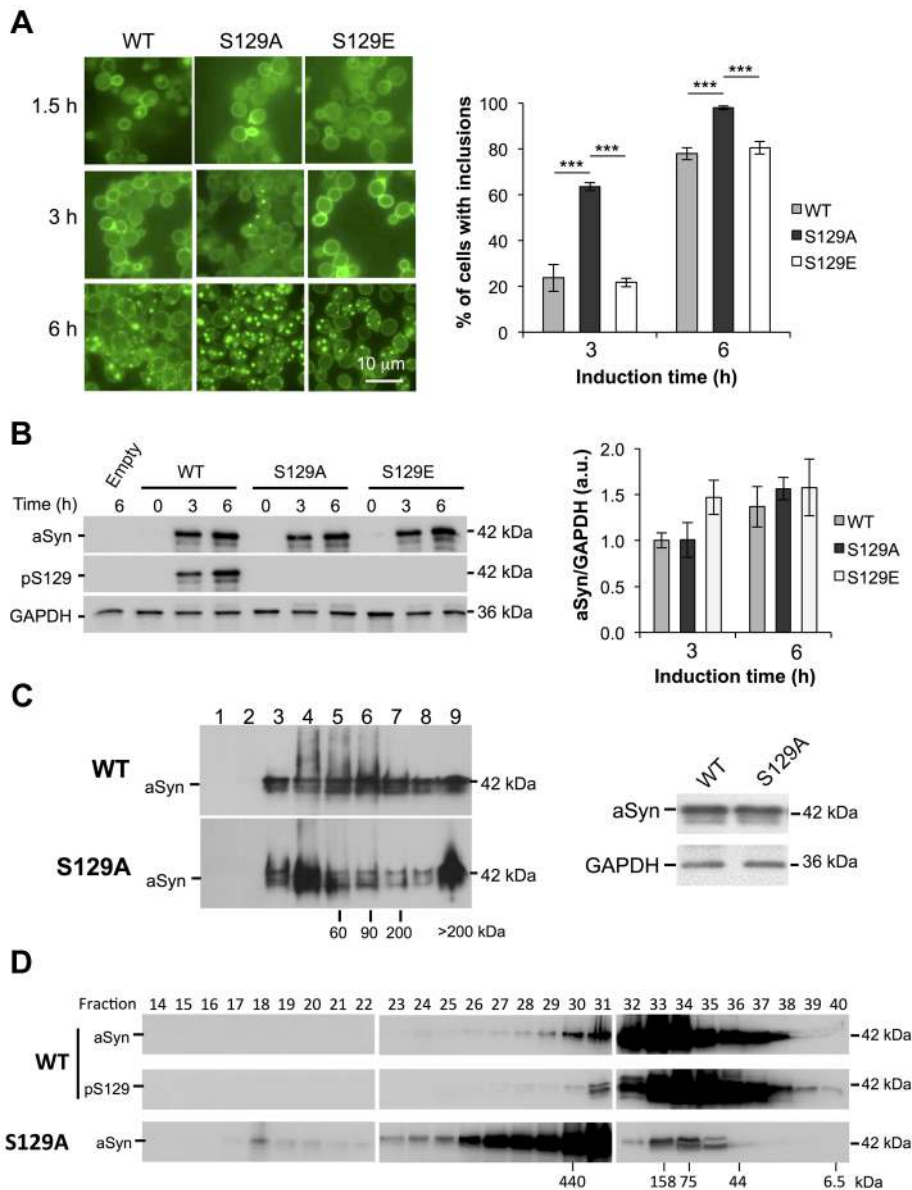 A
WT S129A S129E
1.5 h
3 h
6 h
10 μm
% of cells with inclusions
100
80
60
40
20
0
*** *** *** ***
3 6
Induction time (h)
WT
S129A
S129E
B
Empty WT S129A S129E
Time (h) 6 0 3 6 0 3 6 0 3 6
aSyn 42 kDa
pS129 42 kDa
GAPDH 36 kDa
aSyn/GAPDH (a.u.)
2.0
1.5
1.0
0.5
0.0
3 6
Induction time (h)
WT
S129A
S129E
C
1 2 3 4 5 6 7 8 9
WT aSyn 42 kDa
S129A aSyn 42 kDa
60 90 200 >200 kDa
WT S129A
aSyn 42 kDa
GAPDH 36 kDa
D
Fraction 14 15 16 17 18 19 20 21 22 23 24 25 26 27 28 29 30 31 32 33 34 35 36 37 38 39 40
WT aSyn 42 kDa
pS129 42 kDa
S129A aSyn 42 kDa
440 158 75 44 6.5 kDa